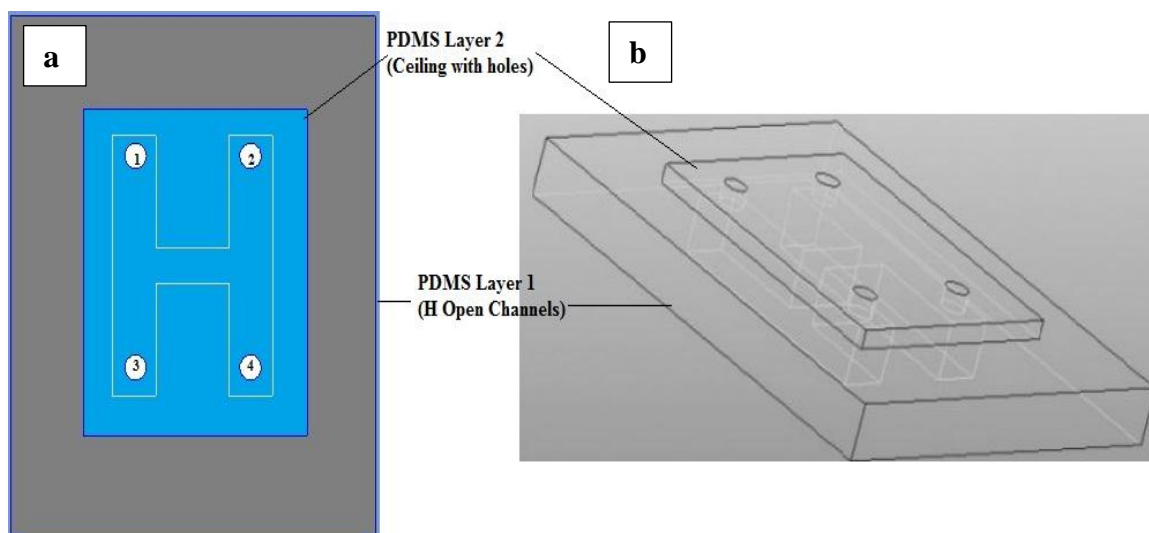 a
PDMS Layer 2
(Ceiling with holes)
b
1
2
PDMS Layer 1
(H Open Channels)
3
4